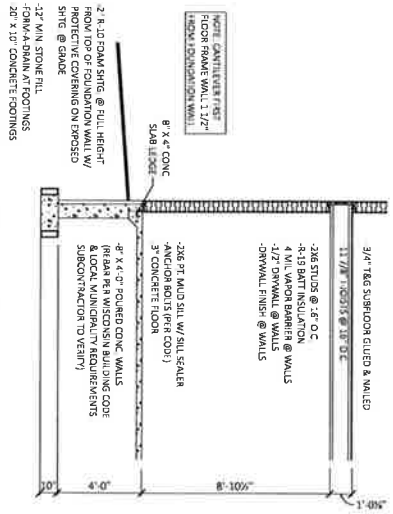 3/4" T&G SUBFLOOR GLUED & NAILED
11 7/8" I-JOISTS @ 16" O.C.
-2X6 STUDS @ 16" O.C.
-R-19 BATT INSULATION
4 MIL VAPOR BARRIER @ WALLS
-1/2" DRYWALL @ WALLS
-DRYWALL FINISH @ WALLS
-2X6 PT. MUD SILL W/ SILL SEALER
-ANCHOR BOLTS (PER CODE)
3" CONCRETE FLOOR
-8" X 4'-0" POURED CONC. WALLS
(REBAR PER WISCONSIN BUILDING CODE
& LOCAL MUNICIPALITY REQUIREMENTS
SUBCONTRACTOR TO VERIFY)
NOTE: CANTILEVER FIRST
FLOOR FRAME WALL 1 1/2"
FROM FOUNDATION WALL
8" X 4" CONC
SLAB LEDGE
-2" R-10 FOAM SHTG. @ FULL HEIGHT
FROM TOP OF FOUNDATION WALL W/
PROTECTIVE COVERING ON EXPOSED
SHTG @ GRADE
-12" MIN. STONE FILL
-FORM-A-DRAIN AT FOOTINGS
-20" X 10" CONCRETE FOOTINGS
10"
4'-0"
8'-10⅞"